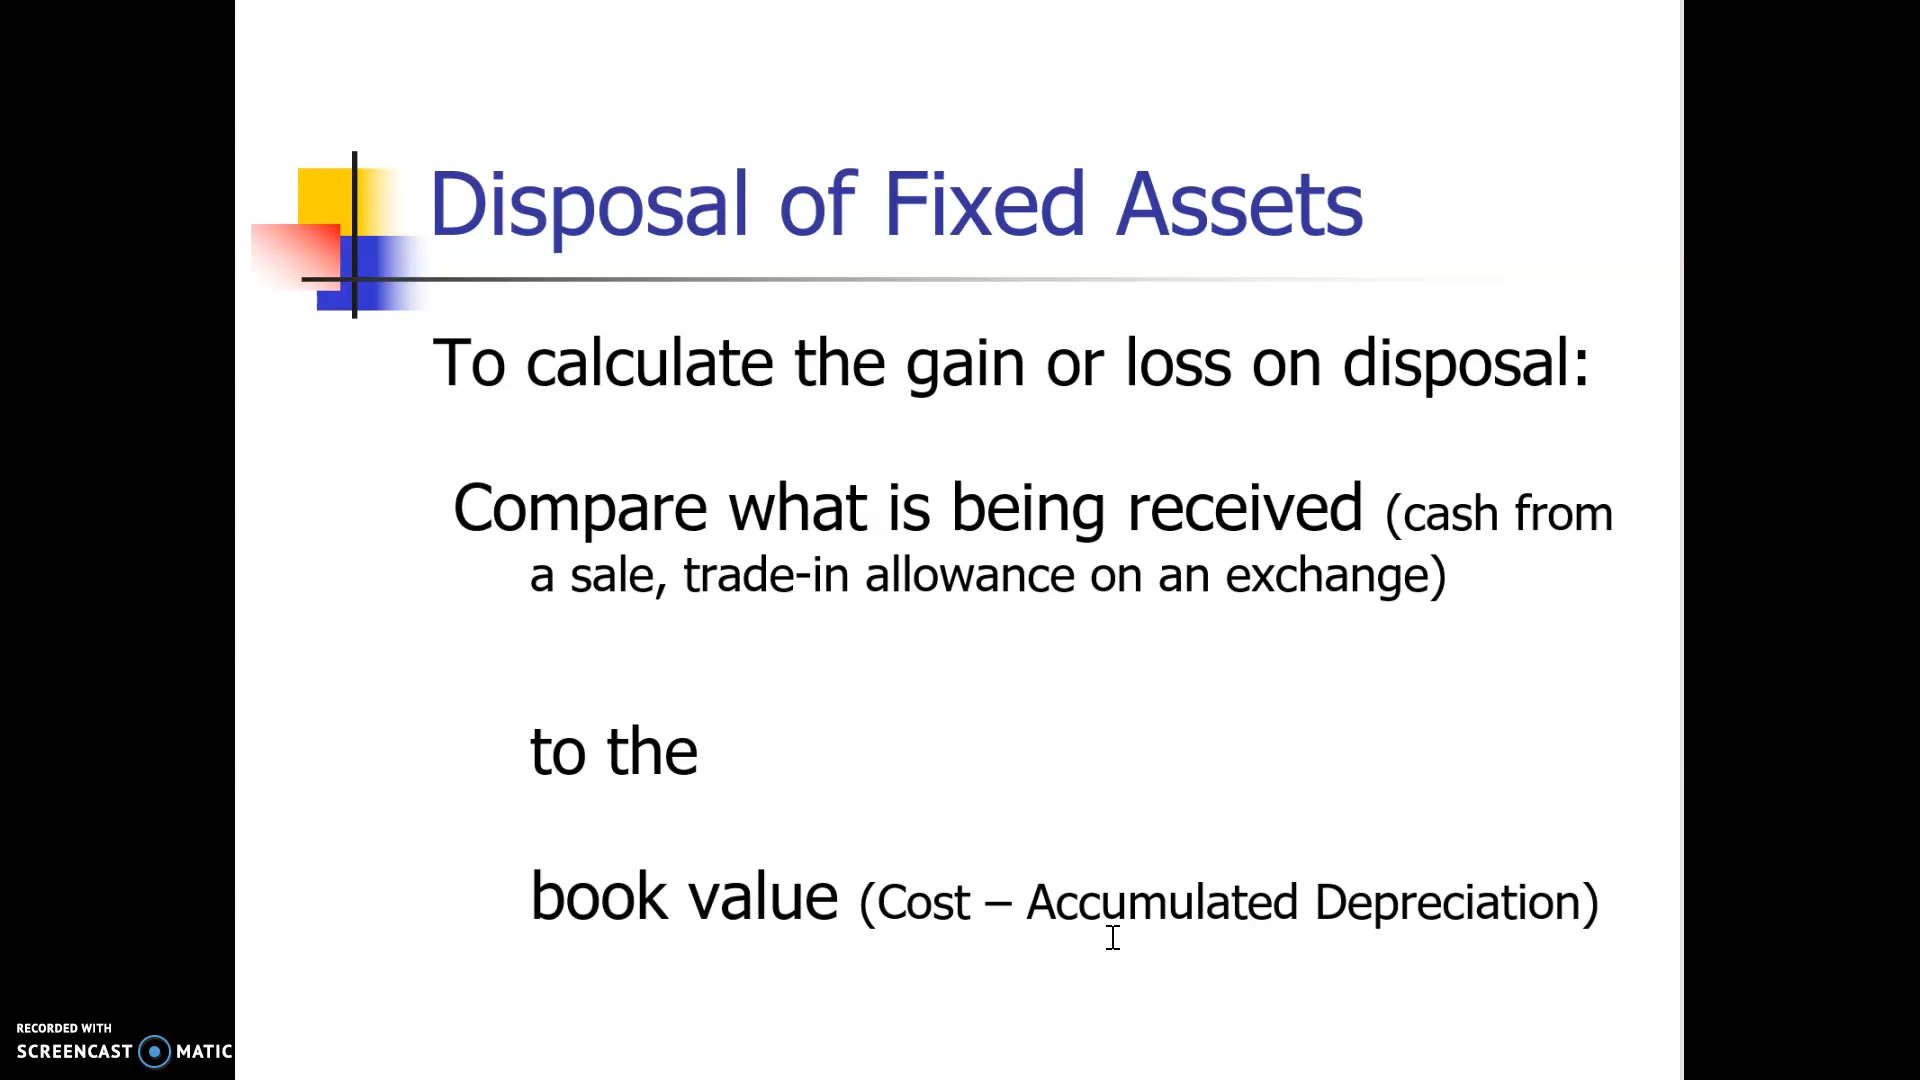 Disposal of Fixed Assets
To calculate the gain or loss on disposal:
Compare what is being received (cash from
a sale, trade-in allowance on an exchange)
to the
book value (Cost – Accumulated Depreciation)
RECORDED WITH
SCREENCAST MATIC